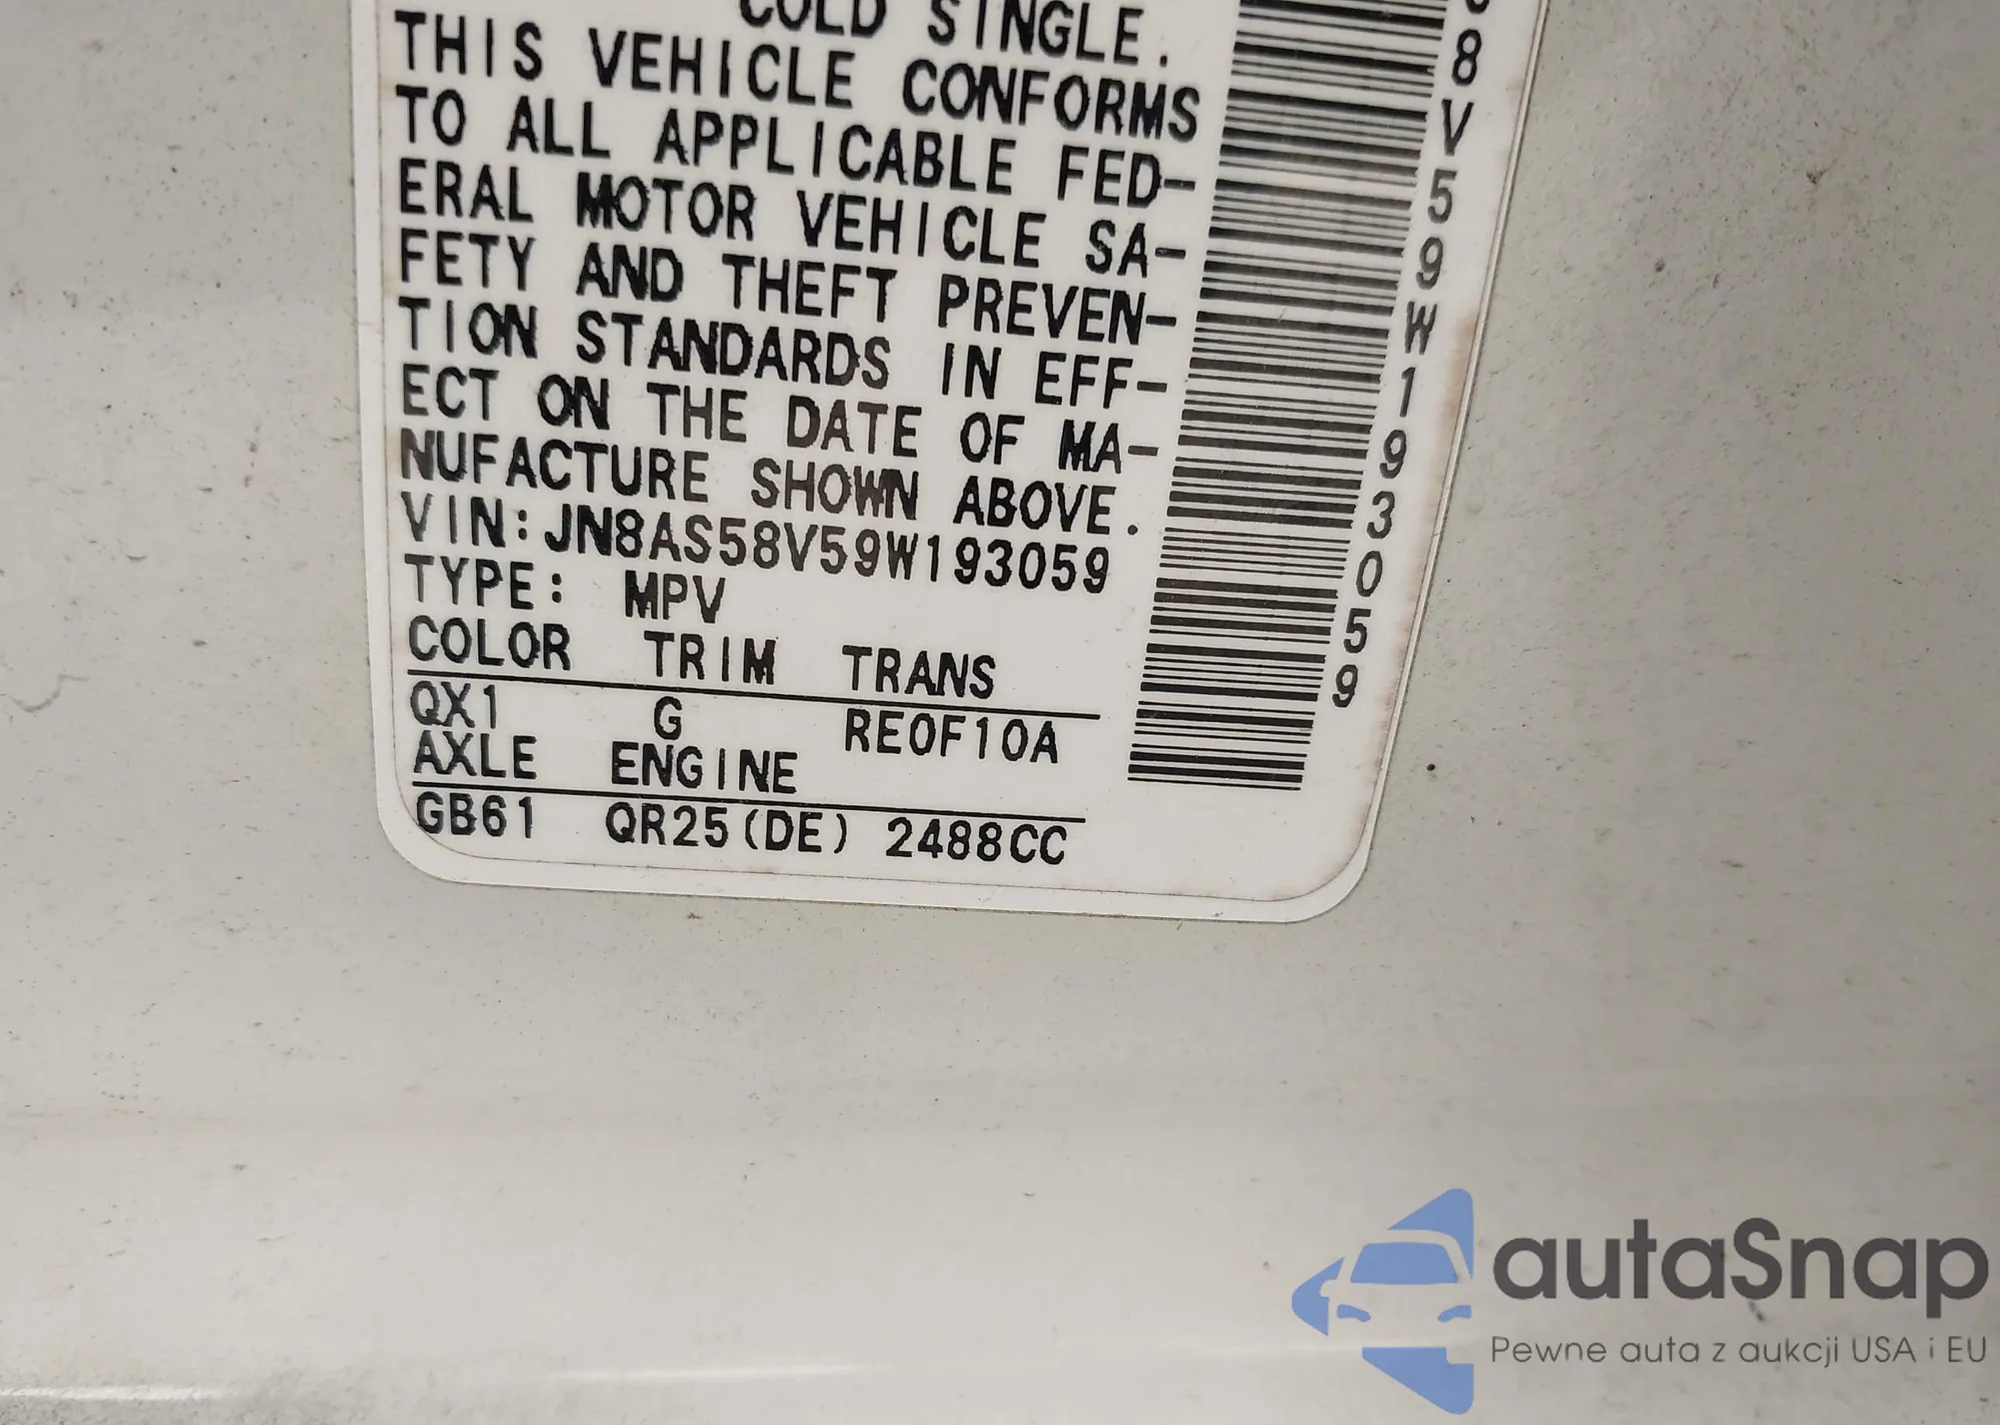 COLD SINGLE.
THIS VEHICLE CONFORMS
TO ALL APPLICABLE FED-
ERAL MOTOR VEHICLE SA-
FETY AND THEFT PREVEN-
TION STANDARDS IN EFF-
ECT ON THE DATE OF MA-
NUFACTURE SHOWN ABOVE.
VIN:JN8AS58V59W193059
TYPE: MPV
COLOR TRIM TRANS
QX1 G RE0F10A
AXLE ENGINE
GB61 QR25(DE) 2488CC
8V59W193059
autaSnap
Pewne auta z aukcji USA i EU